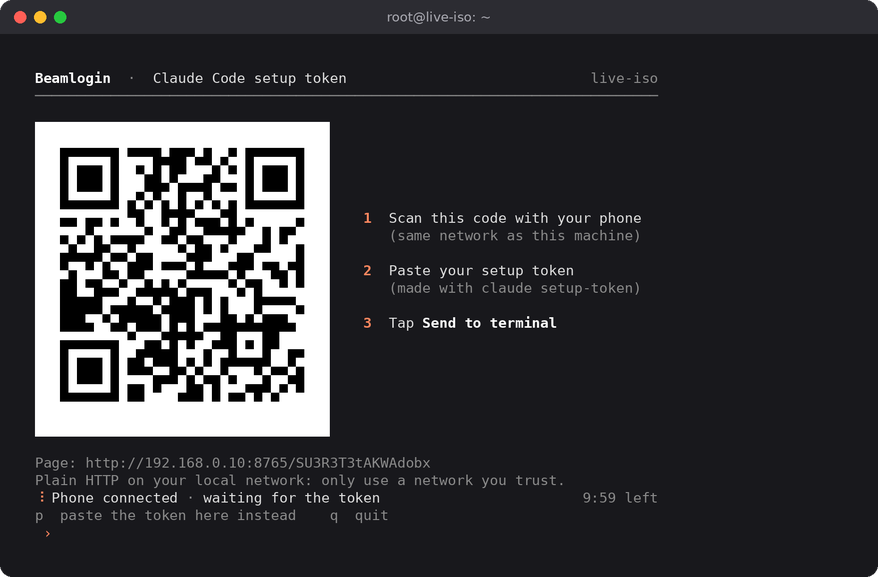 root@live-iso: ~
Beamlogin · Claude Code setup token live-iso
1 Scan this code with your phone
(same network as this machine)
2 Paste your setup token
(made with claude setup-token)
3 Tap Send to terminal
Page: http://192.168.0.10:8765/SU3R3T3tAKWAdobx
Plain HTTP on your local network: only use a network you trust.
⠸ Phone connected · waiting for the token 9:59 left
p paste the token here instead q quit
›